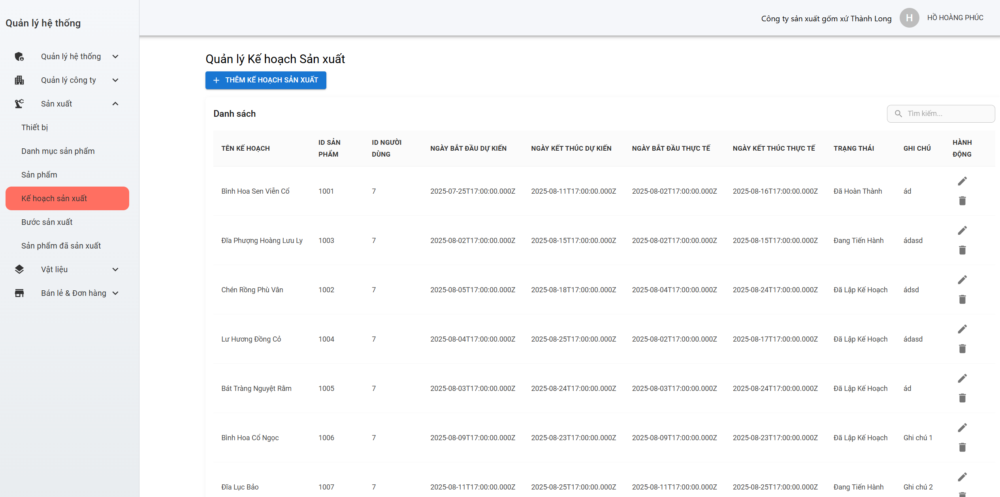 Quản lý hệ thống
Công ty sản xuất gốm xứ Thành Long
H
HỒ HOÀNG PHÚC
Quản lý hệ thống
Quản lý công ty
Sản xuất
Thiết bị
Danh mục sản phẩm
Sản phẩm
Kế hoạch sản xuất
Bước sản xuất
Sản phẩm đã sản xuất
Vật liệu
Bán lẻ & Đơn hàng
Quản lý Kế hoạch Sản xuất
THÊM KẾ HOẠCH SẢN XUẤT
Danh sách
Tìm kiếm...
TÊN KẾ HOẠCH ID SẢN PHẨM ID NGƯỜI DÙNG NGÀY BẮT ĐẦU DỰ KIẾN NGÀY KẾT THÚC DỰ KIẾN NGÀY BẮT ĐẦU THỰC TẾ NGÀY KẾT THÚC THỰC TẾ TRẠNG THÁI GHI CHÚ HÀNH ĐỘNG
Bình Hoa Sen Viễn Cổ 1001 7 2025-07-25T17:00:00.000Z 2025-08-11T17:00:00.000Z 2025-08-02T17:00:00.000Z 2025-08-16T17:00:00.000Z Đã Hoàn Thành ád
Đĩa Phượng Hoàng Lưu Ly 1003 7 2025-08-02T17:00:00.000Z 2025-08-15T17:00:00.000Z 2025-08-02T17:00:00.000Z 2025-08-15T17:00:00.000Z Đang Tiến Hành ádasd
Chén Rồng Phù Vân 1002 7 2025-08-05T17:00:00.000Z 2025-08-18T17:00:00.000Z 2025-08-04T17:00:00.000Z 2025-08-24T17:00:00.000Z Đã Lập Kế Hoạch ádsd
Lư Hương Đồng Cỏ 1004 7 2025-08-04T17:00:00.000Z 2025-08-25T17:00:00.000Z 2025-08-02T17:00:00.000Z 2025-08-17T17:00:00.000Z Đã Lập Kế Hoạch ádasd
Bát Tràng Nguyệt Rằm 1005 7 2025-08-03T17:00:00.000Z 2025-08-24T17:00:00.000Z 2025-08-03T17:00:00.000Z 2025-08-24T17:00:00.000Z Đã Lập Kế Hoạch ád
Bình Hoa Cổ Ngọc 1006 7 2025-08-09T17:00:00.000Z 2025-08-23T17:00:00.000Z 2025-08-09T17:00:00.000Z 2025-08-23T17:00:00.000Z Đã Lập Kế Hoạch Ghi chú 1
Đĩa Lục Bảo 1007 7 2025-08-11T17:00:00.000Z 2025-08-25T17:00:00.000Z 2025-08-11T17:00:00.000Z 2025-08-25T17:00:00.000Z Đang Tiến Hành Ghi chú 2